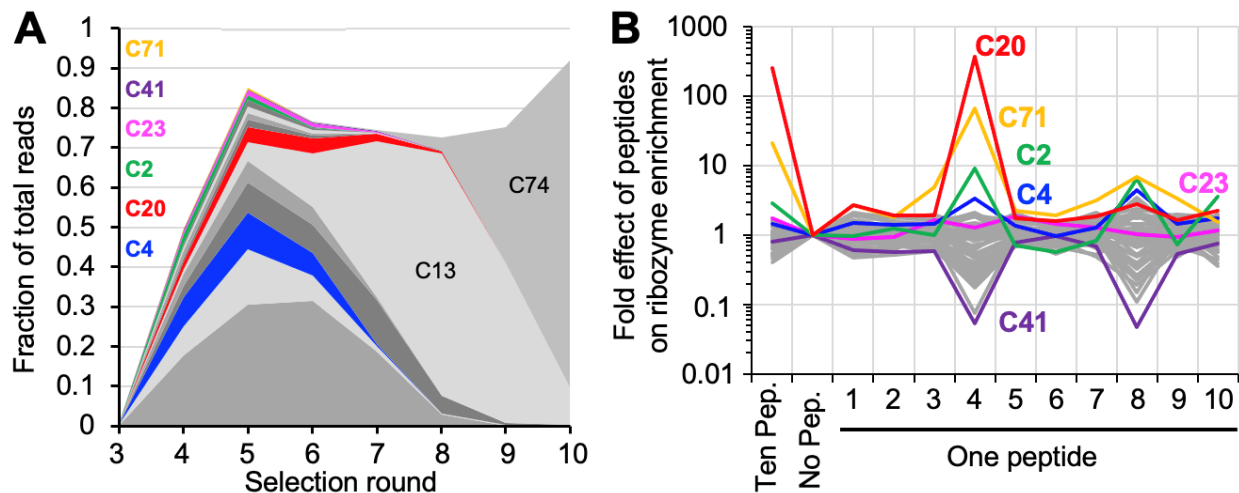 A
Fraction of total reads
1
0.9
0.8
0.7
0.6
0.5
0.4
0.3
0.2
0.1
0
C71
C41
C23
C2
C20
C4
C13
C74
3 4 5 6 7 8 9 10
Selection round
B
Fold effect of peptides
on ribozyme enrichment
1000
100
10
1
0.1
0.01
C20
C71
C2
C4
C23
C41
Ten Pep.
No Pep.
1 2 3 4 5 6 7 8 9 10
One peptide